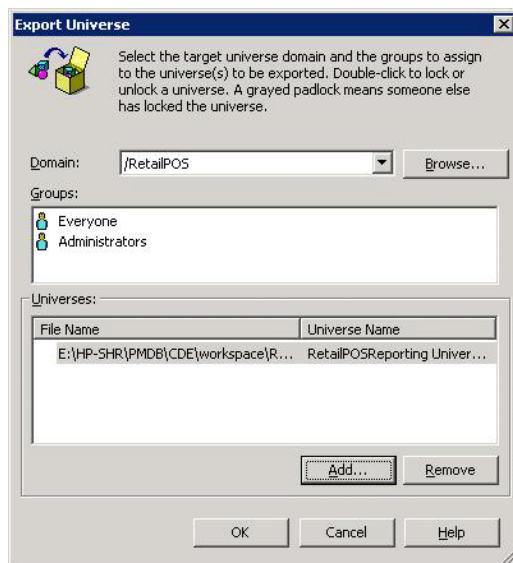 Export Universe
Select the target universe domain and the groups to assign
to the universe(s) to be exported. Double-click to lock or
unlock a universe. A grayed padlock means someone else
has locked the universe.
Domain: /RetailPOS Browse...
Groups:
Everyone
Administrators
Universes:
File Name Universe Name
E:\HP-SHR\PMDB\CDE\workspace\R... RetailPOSReporting Univer...
Add... Remove
OK Cancel Help